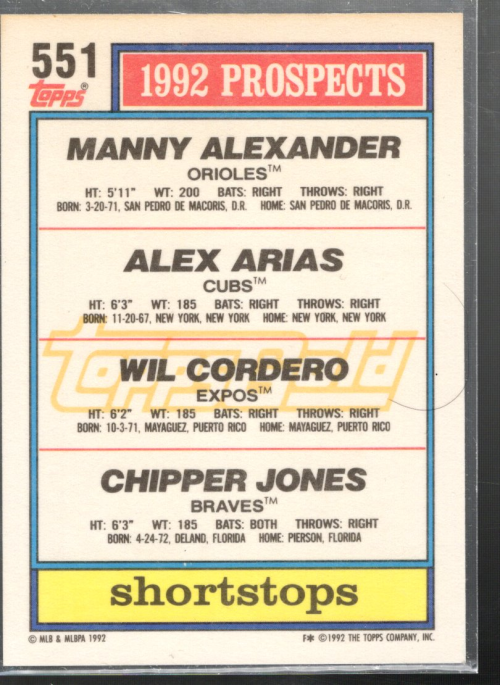 551
Topps®
1992 PROSPECTS
MANNY ALEXANDER
ORIOLES™
HT: 5'11" WT: 200 BATS: RIGHT THROWS: RIGHT
BORN: 3-20-71, SAN PEDRO DE MACORIS, D.R. HOME: SAN PEDRO DE MACORIS, D.R.
ALEX ARIAS
CUBS™
HT: 6'3" WT: 185 BATS: RIGHT THROWS: RIGHT
BORN: 11-20-67, NEW YORK, NEW YORK HOME: NEW YORK, NEW YORK
ToppsGold
WIL CORDERO
EXPOS™
HT: 6'2" WT: 185 BATS: RIGHT THROWS: RIGHT
BORN: 10-3-71, MAYAGUEZ, PUERTO RICO HOME: MAYAGUEZ, PUERTO RICO
CHIPPER JONES
BRAVES™
HT: 6'3" WT: 185 BATS: BOTH THROWS: RIGHT
BORN: 4-24-72, DELAND, FLORIDA HOME: PIERSON, FLORIDA
shortstops
© MLB & MLBPA 1992
F✱ © 1992 THE TOPPS COMPANY, INC.